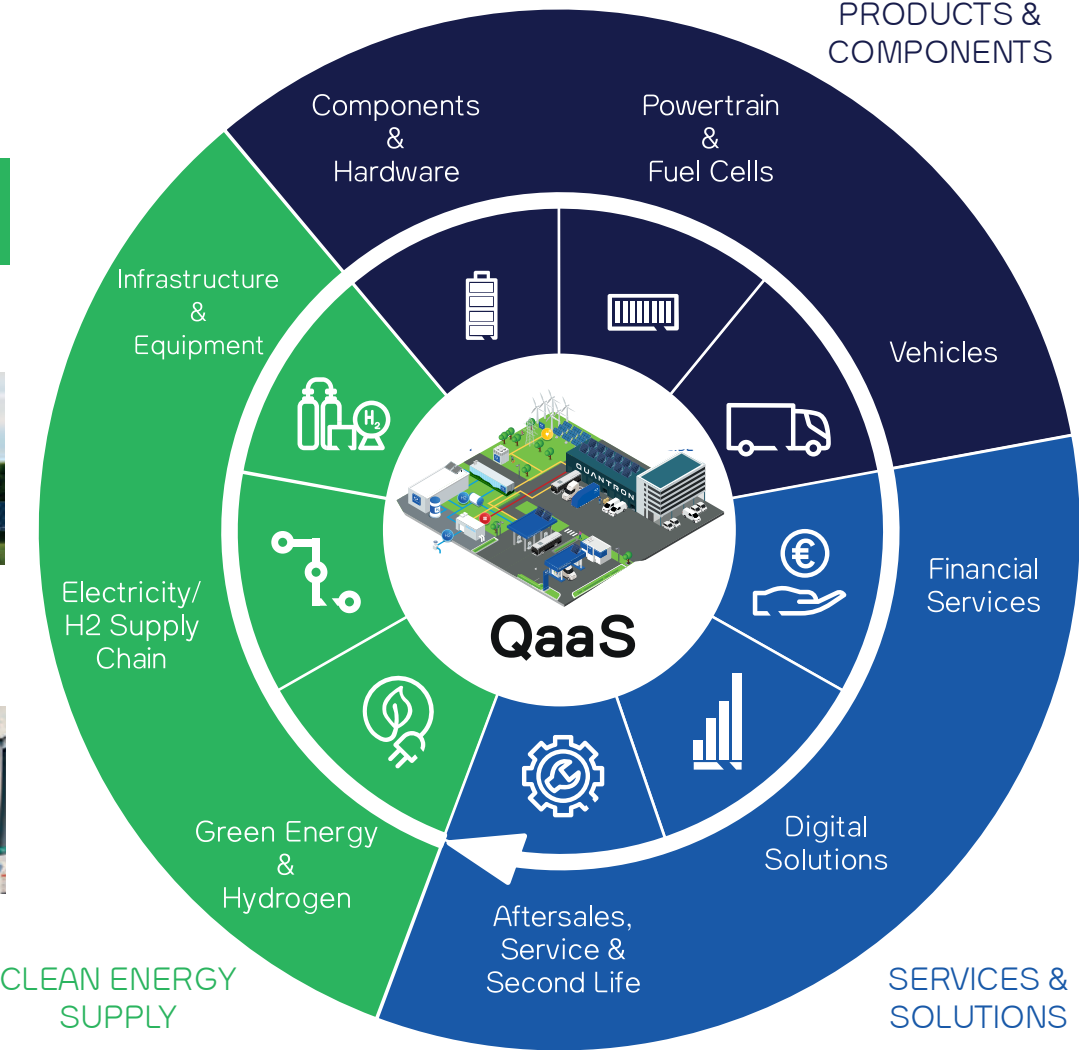 PRODUCTS &
COMPONENTS
Components
&
Hardware
Powertrain
&
Fuel Cells
Vehicles
Infrastructure
&
Equipment
H2
QUANTRON
€
Financial
Services
Electricity/
H2 Supply
Chain
QaaS
Green Energy
&
Hydrogen
Digital
Solutions
Aftersales,
Service &
Second Life
CLEAN ENERGY
SUPPLY
SERVICES &
SOLUTIONS